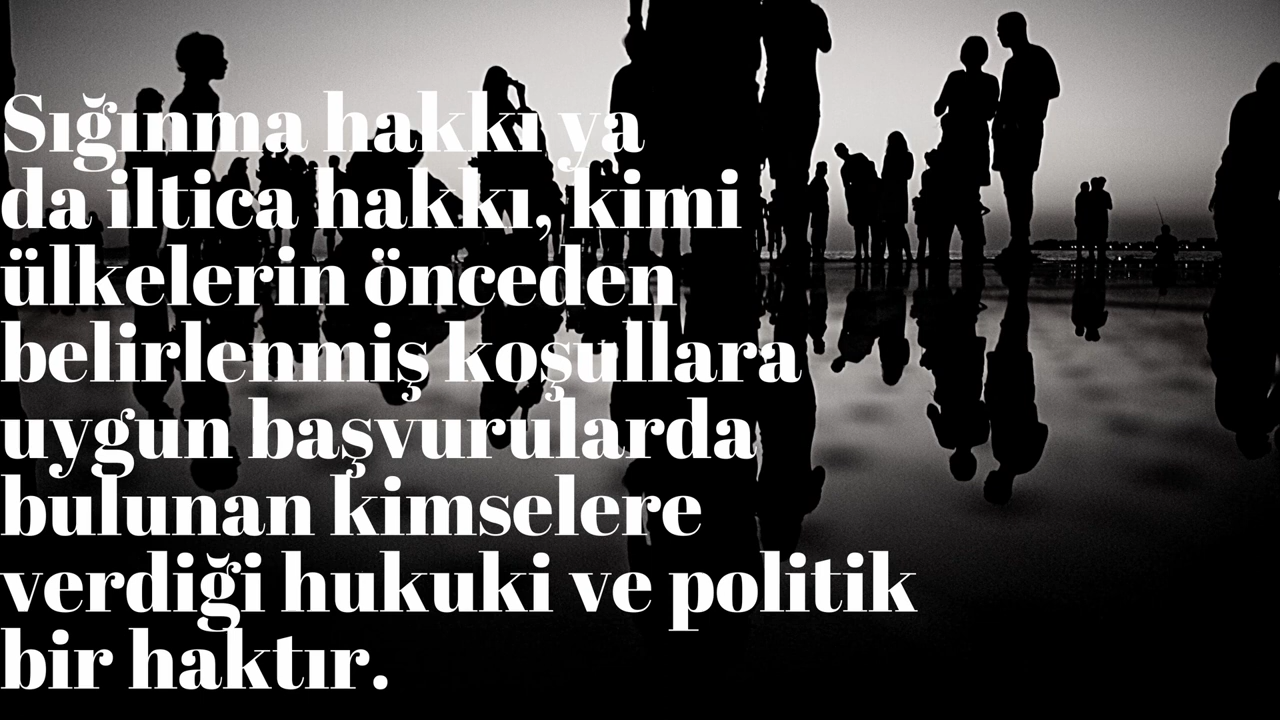 Sığınma hakkı ya
da iltica hakkı, kimi
ülkelerin önceden
belirlenmiş koşullara
uygun başvurularda
bulunan kimselere
verdiği hukuki ve politik
bir haktır.